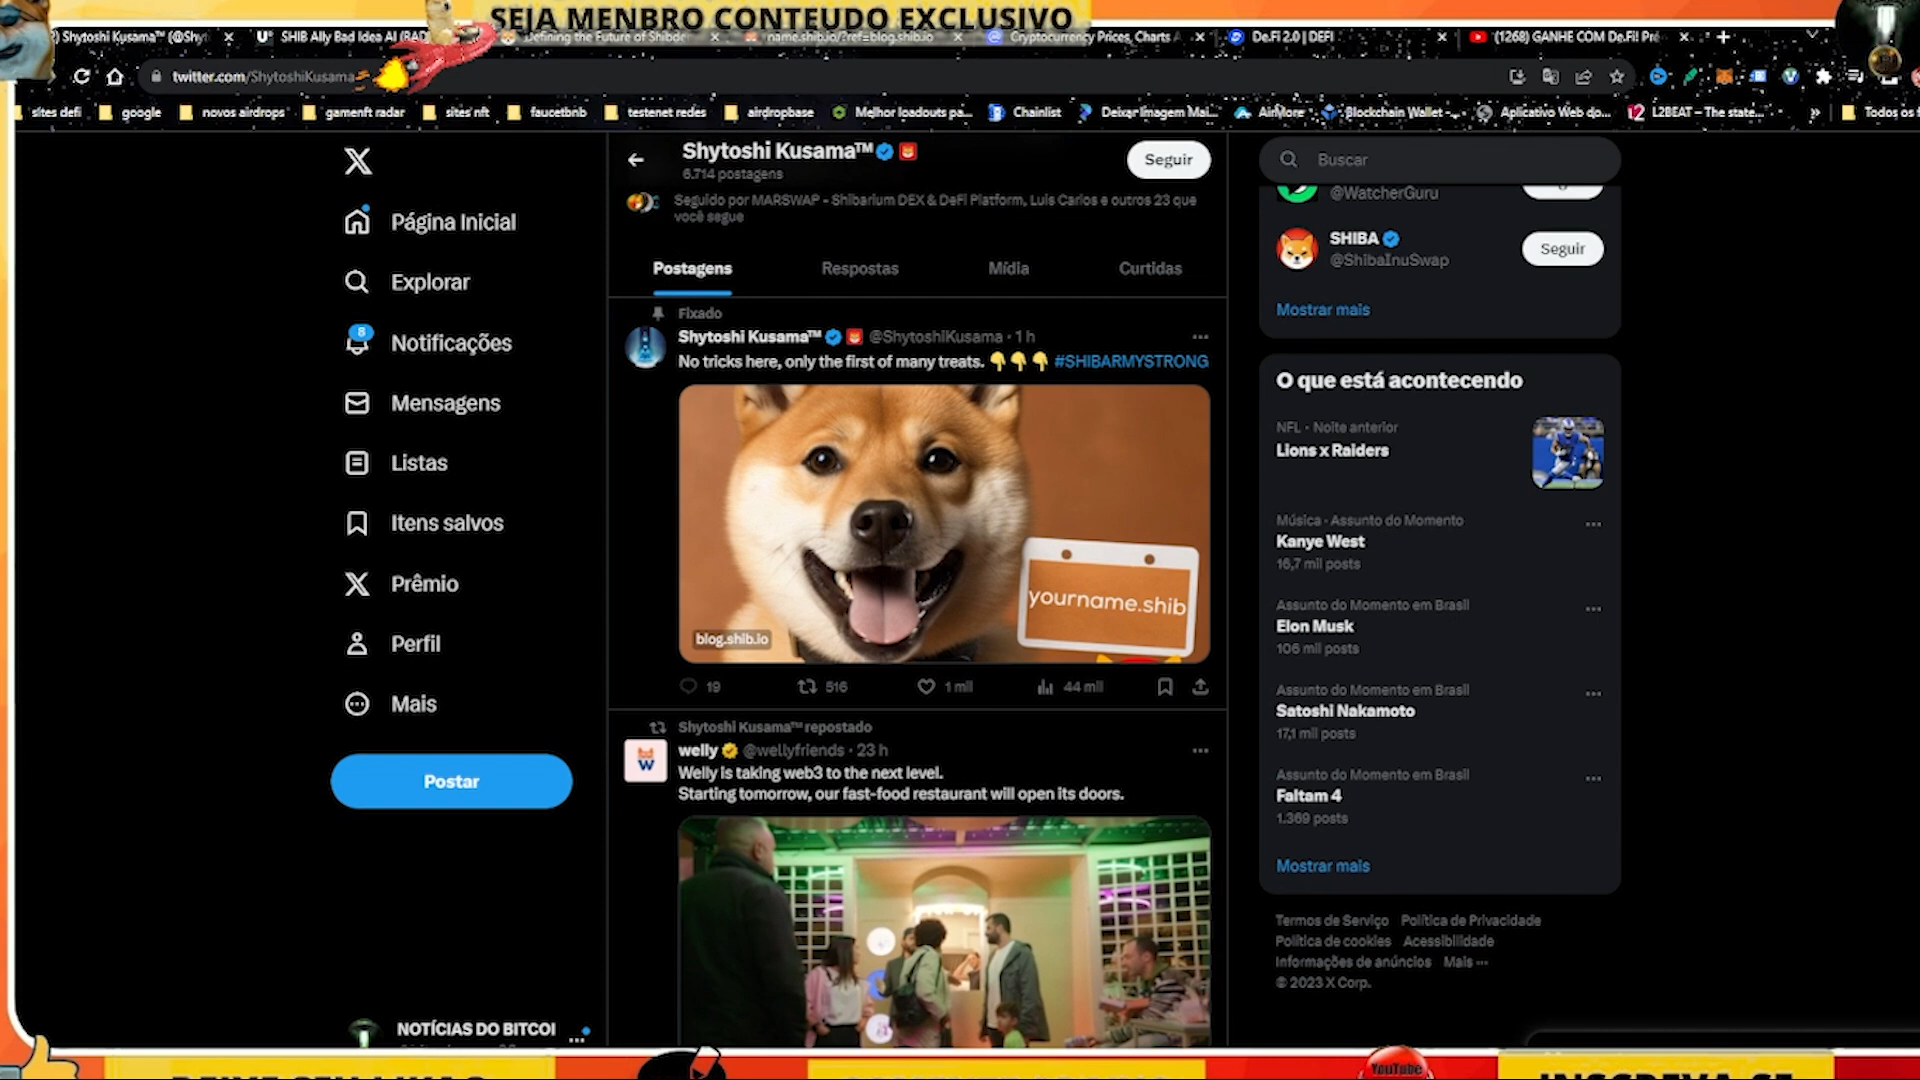 SEJA MENBRO CONTEUDO EXCLUSIVO
Shytoshi Kusama™ (@Shyt
SHIB Ally Bad Idea AI (BAD)
Defining the Future of Shibde
name.shib.io/?ref=blog.shib.io
Cryptocurrency Prices, Charts
De.Fi 2.0 | DEFI
(1268) GANHE COM De.Fi! Pré
twitter.com/ShytoshiKusama
sites defi
google
novos airdrops
gamenft radar
sites nft
faucetbnb
testenet redes
airdropbase
Melhor loadouts pa...
Chainlist
Deixar Imagem Mai...
AirMore
Blockchain Wallet -...
Aplicativo Web do...
L2BEAT – The state...
»
Todos os f
Página Inicial
Explorar
8
Notificações
Mensagens
Listas
Itens salvos
Prêmio
Perfil
Mais
Postar
NOTÍCIAS DO BITCOI
Shytoshi Kusama™
6.714 postagens
Seguir
Seguido por MARSWAP - Shibarium DEX & DeFi Platform, Luis Carlos e outros 23 que
você segue
Postagens
Respostas
Mídia
Curtidas
Fixado
Shytoshi Kusama™ @ShytoshiKusama · 1 h
No tricks here, only the first of many treats. 👇👇👇 #SHIBARMYSTRONG
yourname.shib
blog.shib.io
19
516
1 mil
44 mil
Shytoshi Kusama™ repostado
welly @wellyfriends · 23 h
Welly is taking web3 to the next level.
Starting tomorrow, our fast-food restaurant will open its doors.
Buscar
@WatcherGuru
SHIBA
@ShibaInuSwap
Seguir
Mostrar mais
O que está acontecendo
NFL · Noite anterior
Lions x Raiders
Música · Assunto do Momento
Kanye West
16,7 mil posts
Assunto do Momento em Brasil
Elon Musk
106 mil posts
Assunto do Momento em Brasil
Satoshi Nakamoto
17,1 mil posts
Assunto do Momento em Brasil
Faltam 4
1.369 posts
Mostrar mais
Termos de Serviço
Política de Privacidade
Política de cookies
Acessibilidade
Informações de anúncios
Mais ···
© 2023 X Corp.
YouTube
INSCREVA-SE